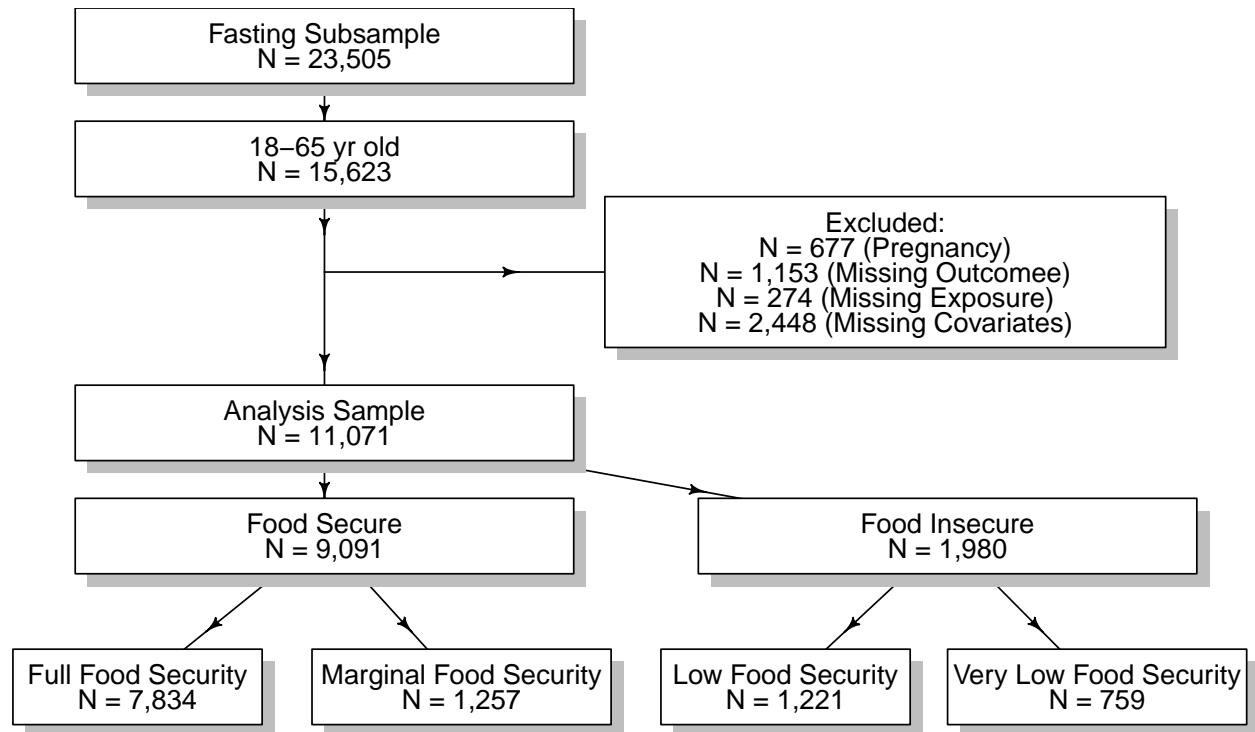 Fasting Subsample
N = 23,505
18−65 yr old
N = 15,623
Excluded:
N = 677 (Pregnancy)
N = 1,153 (Missing Outcomee)
N = 274 (Missing Exposure)
N = 2,448 (Missing Covariates)
Analysis Sample
N = 11,071
Food Secure
N = 9,091
Food Insecure
N = 1,980
Full Food Security
N = 7,834
Marginal Food Security
N = 1,257
Low Food Security
N = 1,221
Very Low Food Security
N = 759